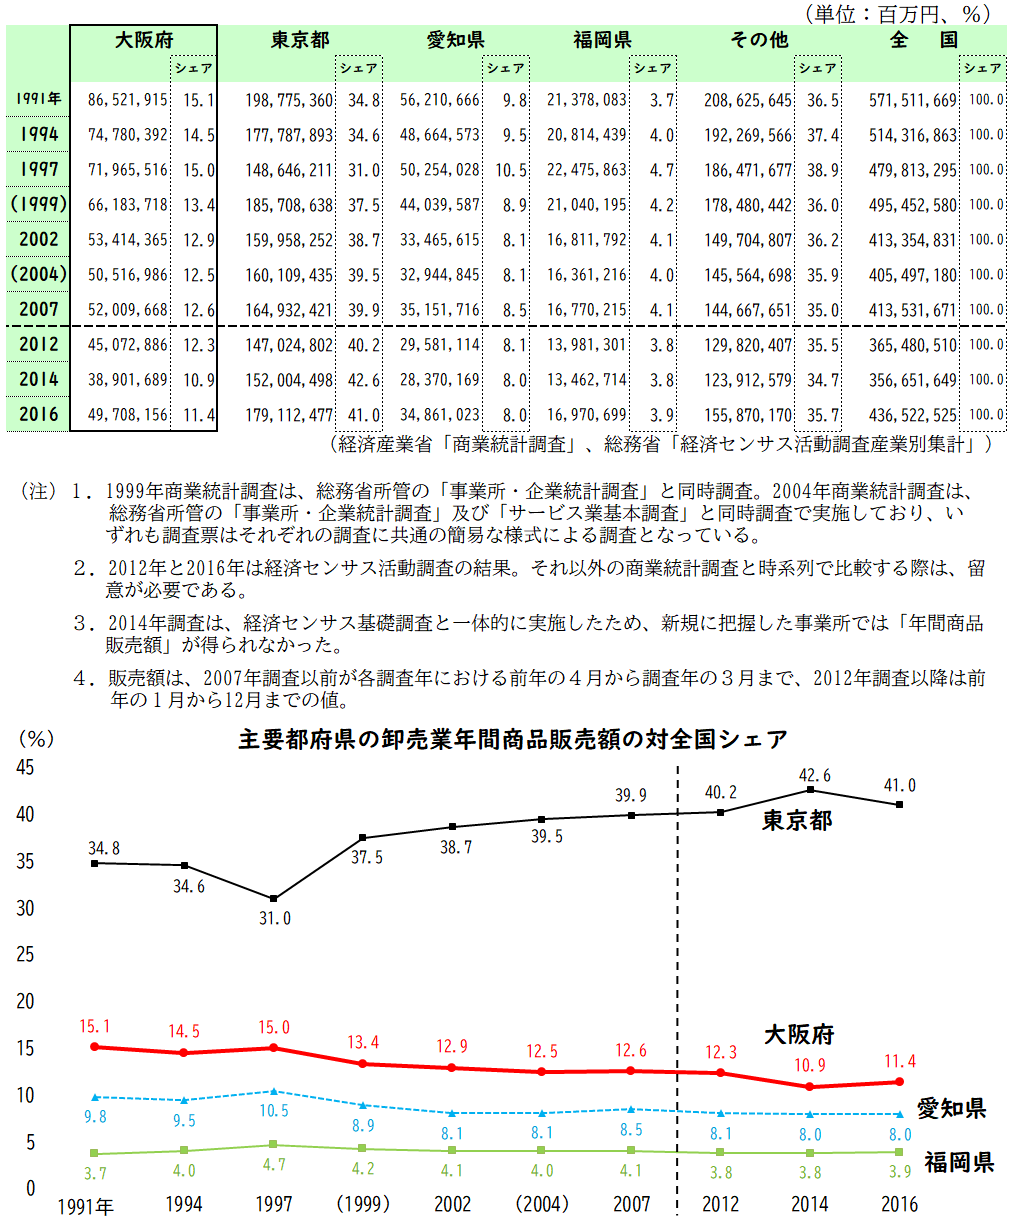 （単位：百万円、％）
大阪府 東京都 愛知県 福岡県 その他 全　国
シェア シェア シェア シェア シェア シェア
1991年 86,521,915 15.1 198,775,360 34.8 56,210,666 9.8 21,378,083 3.7 208,625,645 36.5 571,511,669 100.0
1994 74,780,392 14.5 177,787,893 34.6 48,664,573 9.5 20,814,439 4.0 192,269,566 37.4 514,316,863 100.0
1997 71,965,516 15.0 148,646,211 31.0 50,254,028 10.5 22,475,863 4.7 186,471,677 38.9 479,813,295 100.0
(1999) 66,183,718 13.4 185,708,638 37.5 44,039,587 8.9 21,040,195 4.2 178,480,442 36.0 495,452,580 100.0
2002 53,414,365 12.9 159,958,252 38.7 33,465,615 8.1 16,811,792 4.1 149,704,807 36.2 413,354,831 100.0
(2004) 50,516,986 12.5 160,109,435 39.5 32,944,845 8.1 16,361,216 4.0 145,564,698 35.9 405,497,180 100.0
2007 52,009,668 12.6 164,932,421 39.9 35,151,716 8.5 16,770,215 4.1 144,667,651 35.0 413,531,671 100.0
2012 45,072,886 12.3 147,024,802 40.2 29,581,114 8.1 13,981,301 3.8 129,820,407 35.5 365,480,510 100.0
2014 38,901,689 10.9 152,004,498 42.6 28,370,169 8.0 13,462,714 3.8 123,912,579 34.7 356,651,649 100.0
2016 49,708,156 11.4 179,112,477 41.0 34,861,023 8.0 16,970,699 3.9 155,870,170 35.7 436,522,525 100.0
（経済産業省「商業統計調査」、総務省「経済センサス活動調査産業別集計」）
（注）１．1999年商業統計調査は、総務省所管の「事業所・企業統計調査」と同時調査。2004年商業統計調査は、
総務省所管の「事業所・企業統計調査」及び「サービス業基本調査」と同時調査で実施しており、い
ずれも調査票はそれぞれの調査に共通の簡易な様式による調査となっている。
２．2012年と2016年は経済センサス活動調査の結果。それ以外の商業統計調査と時系列で比較する際は、留
意が必要である。
３．2014年調査は、経済センサス基礎調査と一体的に実施したため、新規に把握した事業所では「年間商品
販売額」が得られなかった。
４．販売額は、2007年調査以前が各調査年における前年の４月から調査年の３月まで、2012年調査以降は前
年の１月から12月までの値。
（％） 主要都府県の卸売業年間商品販売額の対全国シェア
45
40
35
30
25
20
15
10
5
0
34.8 34.6 31.0 37.5 38.7 39.5 39.9 40.2 42.6 41.0
東京都
15.1 14.5 15.0 13.4 12.9 12.5 12.6 12.3 10.9 11.4
大阪府
9.8 9.5 10.5 8.9 8.1 8.1 8.5 8.1 8.0 8.0
愛知県
3.7 4.0 4.7 4.2 4.1 4.0 4.1 3.8 3.8 3.9
福岡県
1991年 1994 1997 (1999) 2002 (2004) 2007 2012 2014 2016